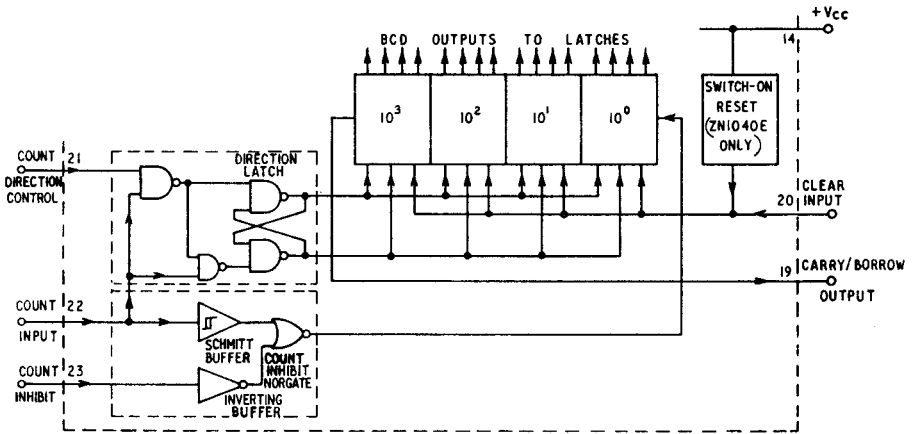 +Vcc
14
BCD OUTPUTS TO LATCHES
SWITCH-ON
RESET
(ZN1040E
ONLY)
10³ 10² 10¹ 10⁰
COUNT 21
DIRECTION
CONTROL
DIRECTION
LATCH
CLEAR
20 INPUT
19 CARRY/BORROW
OUTPUT
COUNT 22
INPUT
SCHMITT
BUFFER
COUNT
INHIBIT
NORGATE
COUNT 23
INHIBIT
INVERTING
BUFFER